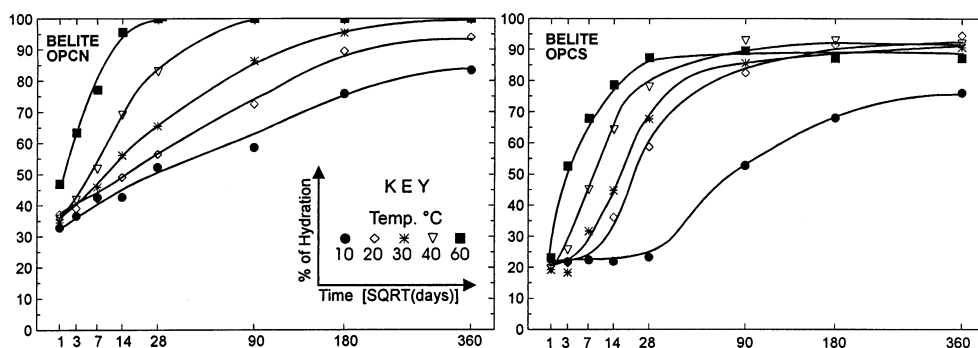 100
90
80
70
60
50
40
30
20
10
0
BELITE
OPCN
KEY
Temp. °C
10 20 30 40 60
% of Hydration
Time [SQRT(days)]
1 3 7 14 28 90 180 360
100
90
80
70
60
50
40
30
20
10
0
BELITE
OPCS
1 3 7 14 28 90 180 360